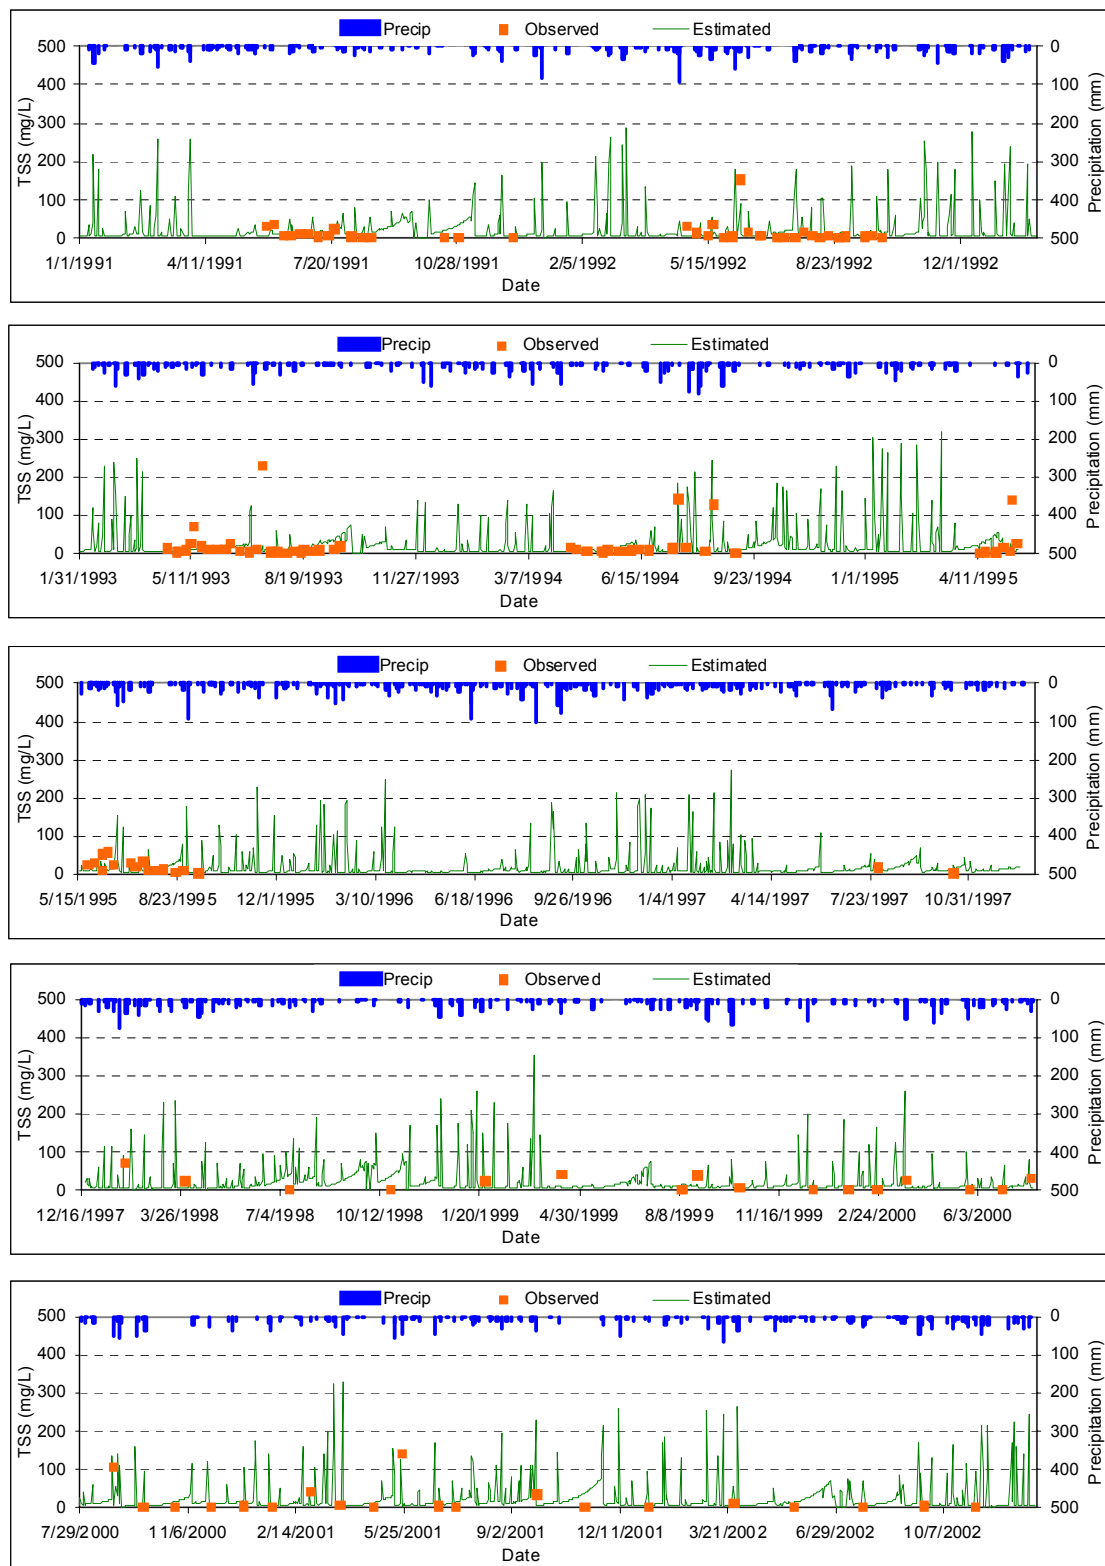 Precip Observed Estimated
500 0
400 100
300 200
200 300
100 400
0 500
TSS (mg/L)
Precipitation (mm)
1/1/1991 4/11/1991 7/20/1991 10/28/1991 2/5/1992 5/15/1992 8/23/1992 12/1/1992
Date
Precip Observed Estimated
500 0
400 100
300 200
200 300
100 400
0 500
TSS (mg/L)
Precipitation (mm)
1/31/1993 5/11/1993 8/19/1993 11/27/1993 3/7/1994 6/15/1994 9/23/1994 1/1/1995 4/11/1995
Date
Precip Observed Estimated
500 0
400 100
300 200
200 300
100 400
0 500
TSS (mg/L)
Precipitation (mm)
5/15/1995 8/23/1995 12/1/1995 3/10/1996 6/18/1996 9/26/1996 1/4/1997 4/14/1997 7/23/1997 10/31/1997
Date
Precip Observed Estimated
500 0
400 100
300 200
200 300
100 400
0 500
TSS (mg/L)
Precipitation (mm)
12/16/1997 3/26/1998 7/4/1998 10/12/1998 1/20/1999 4/30/1999 8/8/1999 11/16/1999 2/24/2000 6/3/2000
Date
Precip Observed Estimated
500 0
400 100
300 200
200 300
100 400
0 500
TSS (mg/L)
Precipitation (mm)
7/29/2000 11/6/2000 2/14/2001 5/25/2001 9/2/2001 12/11/2001 3/21/2002 6/29/2002 10/7/2002
Date